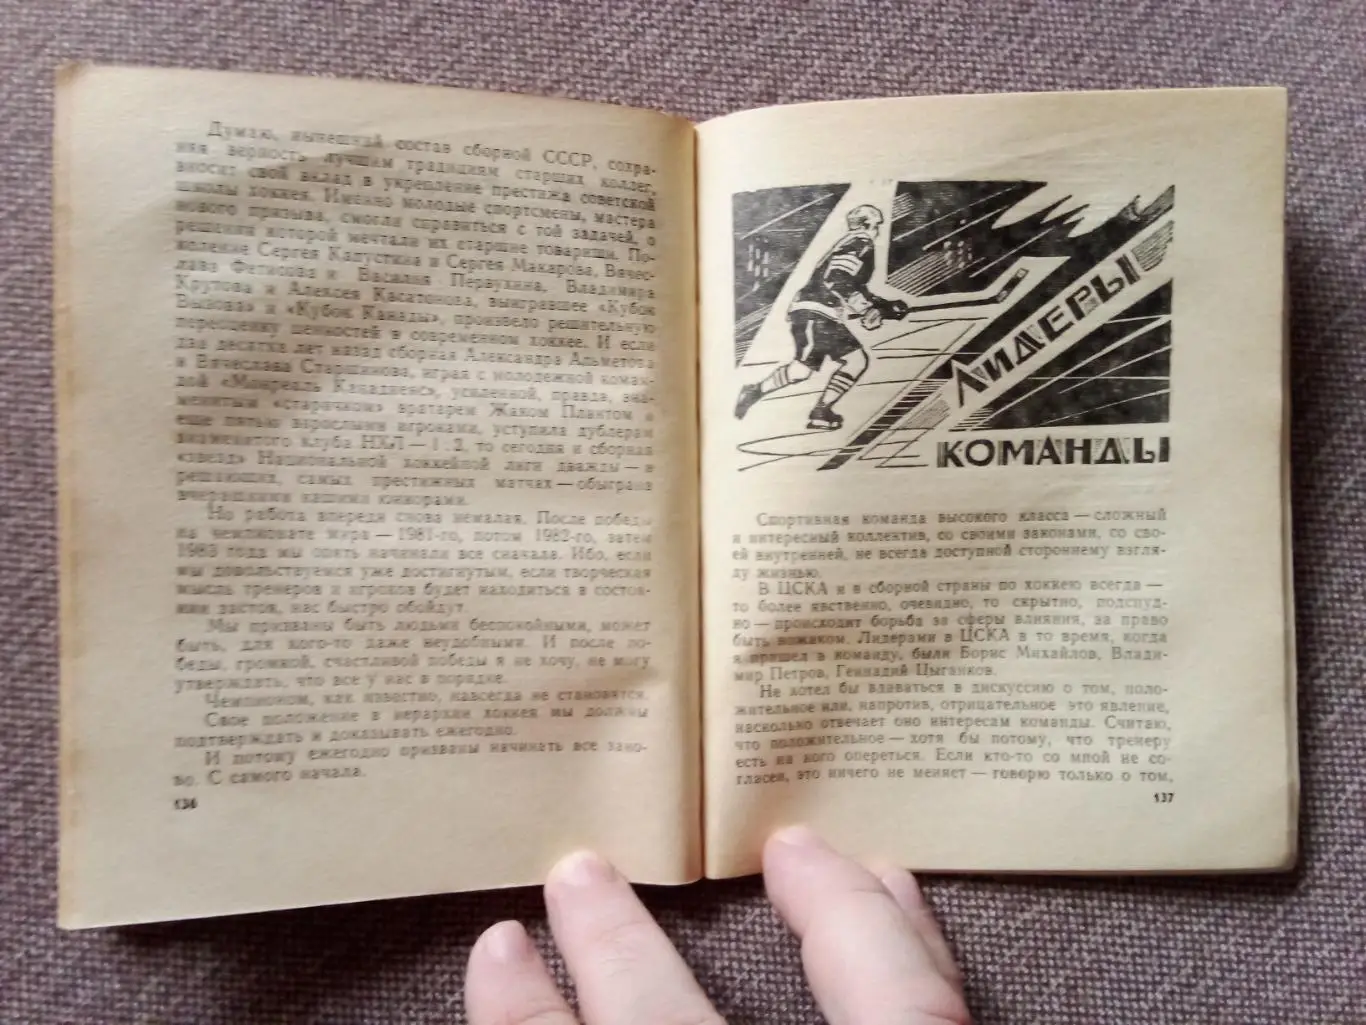 Думаю, нынешний состав сборной СССР, сохра-
няя верность лучшим традициям старших коллег,
вносит свой вклад в укрепление престижа советской
школы хоккея. Именно молодые спортсмены, мастера
нового призыва, смогли справиться с той задачей, о
решении которой мечтали их старшие товарищи. По-
коление Сергея Капустина и Сергея Макарова, Вячес-
лава Фетисова и Василия Первухина, Владимира
Крутова и Алексея Касатонова, выигравшее «Кубок
Вызова» и «Кубок Канады», произвело решительную
переоценку ценностей в современном хоккее. И если
два десятка лет назад сборная Александра Альметова
и Вячеслава Старшинова, играя с молодежной коман-
дой «Монреаль Канадиенс», усиленной, правда, зна-
менитым «старичком» вратарем Жаком Плантом и
еще пятью взрослыми игроками, уступила дублерам
знаменитого клуба НХЛ — 1:2, то сегодня и сборная
«звезд» Национальной хоккейной лиги дважды — в
решающих, самых престижных матчах — обыграна
вчерашними нашими юниорами.
Но работа впереди снова немалая. После победы
на чемпионате мира — 1981-го, потом 1982-го, затем
1983 года мы опять начинали все сначала. Ибо, если
мы довольствуемся уже достигнутым, если творческая
мысль тренеров и игроков будет находиться в состоя-
нии застоя, нас быстро обойдут.
Мы призваны быть людьми беспокойными, может
быть, для кого-то даже неудобными. И после по-
беды, громкой, счастливой победы я не хочу, не могу
утверждать, что все у нас в порядке.
Чемпионом, как известно, навсегда не становятся.
Свое положение в иерархии хоккея мы должны
подтверждать и доказывать ежегодно.
И потому ежегодно призваны начинать все зано-
во. С самого начала.
136
ЛИДЕРЫ
КОМАНДЫ
Спортивная команда высокого класса — сложный
и интересный коллектив, со своими законами, со сво-
ей внутренней, не всегда доступной стороннему взгля-
ду жизнью.
В ЦСКА и в сборной страны по хоккею всегда —
то более явственно, очевидно, то скрытно, подспуд-
но — происходит борьба за сферы влияния, за право
быть вожаком. Лидерами в ЦСКА в то время, когда
я пришел в команду, были Борис Михайлов, Влади-
мир Петров, Геннадий Цыганков.
Не хотел бы вдаваться в дискуссию о том, поло-
жительное или, напротив, отрицательное это явление,
насколько отвечает оно интересам команды. Считаю,
что положительное — хотя бы потому, что тренеру
есть на кого опереться. Если кто-то со мной не со-
гласен, это ничего не меняет — говорю только о том,
137